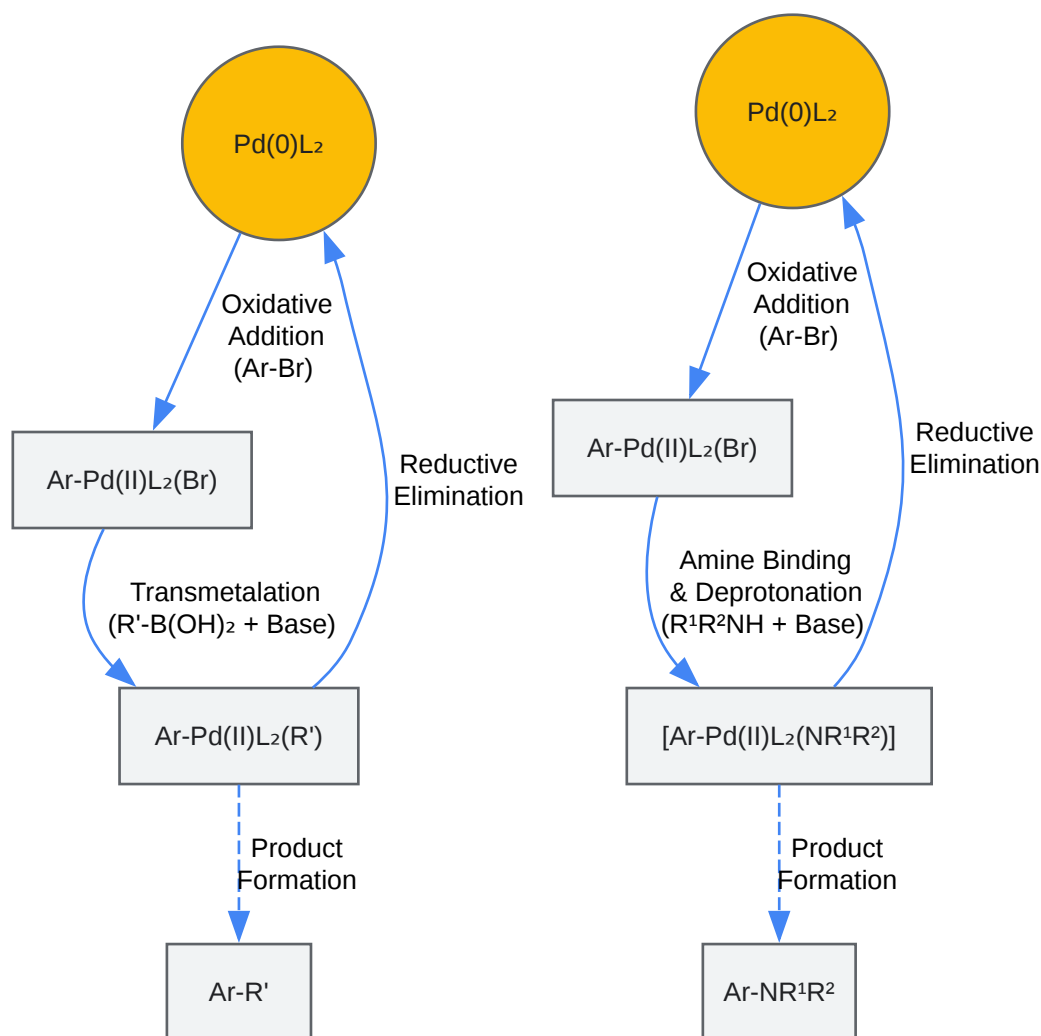 Pd(0)L₂
Oxidative
Addition
(Ar-Br)
Ar-Pd(II)L₂(Br)
Reductive
Elimination
Transmetalation
(R'-B(OH)₂ + Base)
Ar-Pd(II)L₂(R')
Product
Formation
Ar-R'
Pd(0)L₂
Oxidative
Addition
(Ar-Br)
Ar-Pd(II)L₂(Br)
Reductive
Elimination
Amine Binding
& Deprotonation
(R¹R²NH + Base)
[Ar-Pd(II)L₂(NR¹R²)]
Product
Formation
Ar-NR¹R²